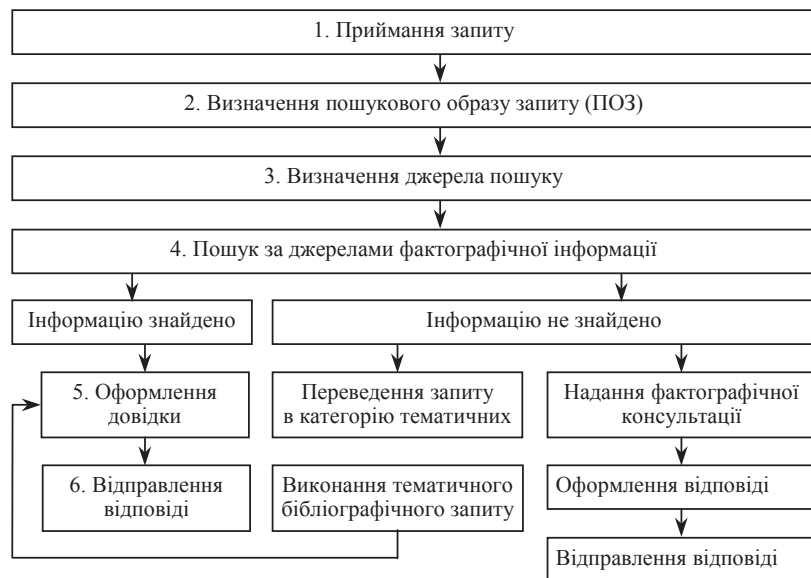 1. Приймання запиту
2. Визначення пошукового образу запиту (ПОЗ)
3. Визначення джерела пошуку
4. Пошук за джерелами фактографічної інформації
Інформацію знайдено
Інформацію не знайдено
5. Оформлення
довідки
Переведення запиту
в категорію тематичних
Надання фактографічної
консультації
6. Відправлення
відповіді
Виконання тематичного
бібліографічного запиту
Оформлення відповіді
Відправлення відповіді